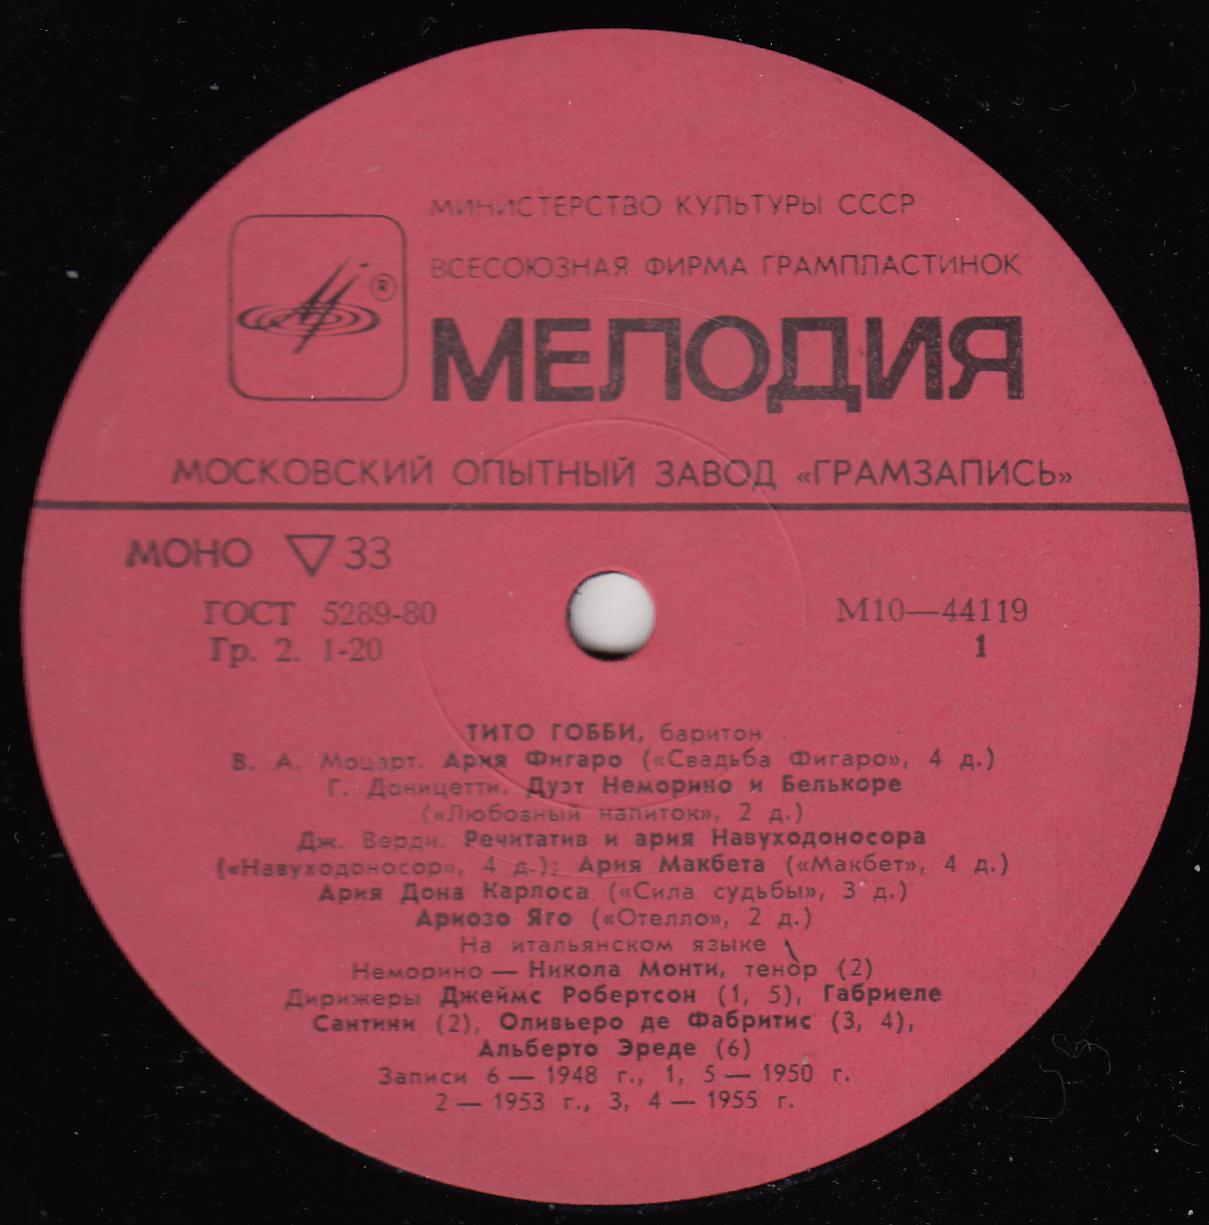 МИНИСТЕРСТВО КУЛЬТУРЫ СССР
ВСЕСОЮЗНАЯ ФИРМА ГРАМПЛАСТИНОК
®
МЕЛОДИЯ
МОСКОВСКИЙ ОПЫТНЫЙ ЗАВОД «ГРАМЗАПИСЬ»
МОНО ▽ 33
ГОСТ 5289-80
Гр. 2. 1-20
М10—44119
1
ТИТО ГОББИ, баритон
В. А. Моцарт. Ария Фигаро («Свадьба Фигаро», 4 д.)
Г. Доницетти. Дуэт Неморино и Белькоре
(«Любовный напиток», 2 д.)
Дж. Верди. Речитатив и ария Навуходоносора
(«Навуходоносор», 4 д.); Ария Макбета («Макбет», 4 д.)
Ария Дона Карлоса («Сила судьбы», 3 д.)
Ариозо Яго («Отелло», 2 д.)
На итальянском языке
Неморино — Никола Монти, тенор (2)
Дирижеры Джеймс Робертсон (1, 5), Габриеле
Сантини (2), Оливьеро де Фабритис (3, 4),
Альберто Эреде (6)
Записи 6 — 1948 г., 1, 5 — 1950 г.
2 — 1953 г., 3, 4 — 1955 г.